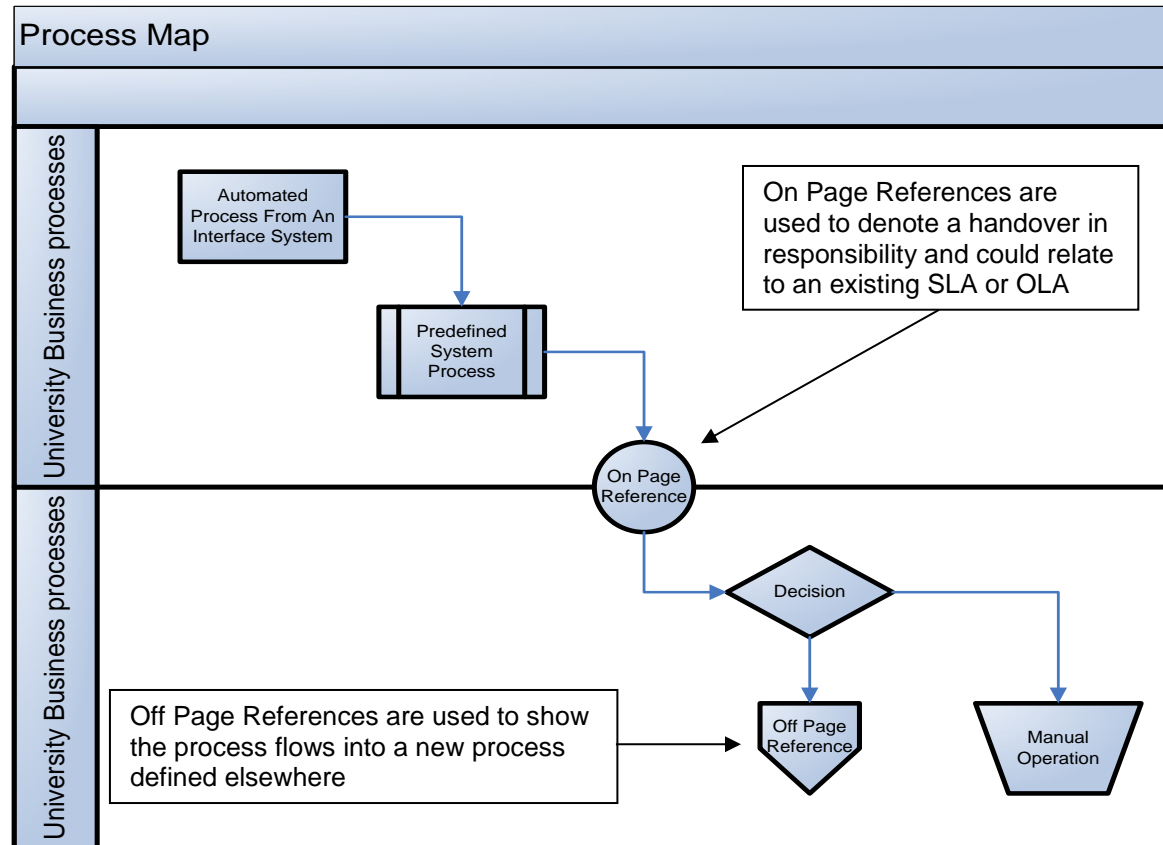 Process Map
University Business processes
Automated
Process From An
Interface System
On Page References are
used to denote a handover in
responsibility and could relate
to an existing SLA or OLA
Predefined
System
Process
On Page
Reference
University Business processes
Decision
Off Page References are used to show
the process flows into a new process
defined elsewhere
Off Page
Reference
Manual
Operation